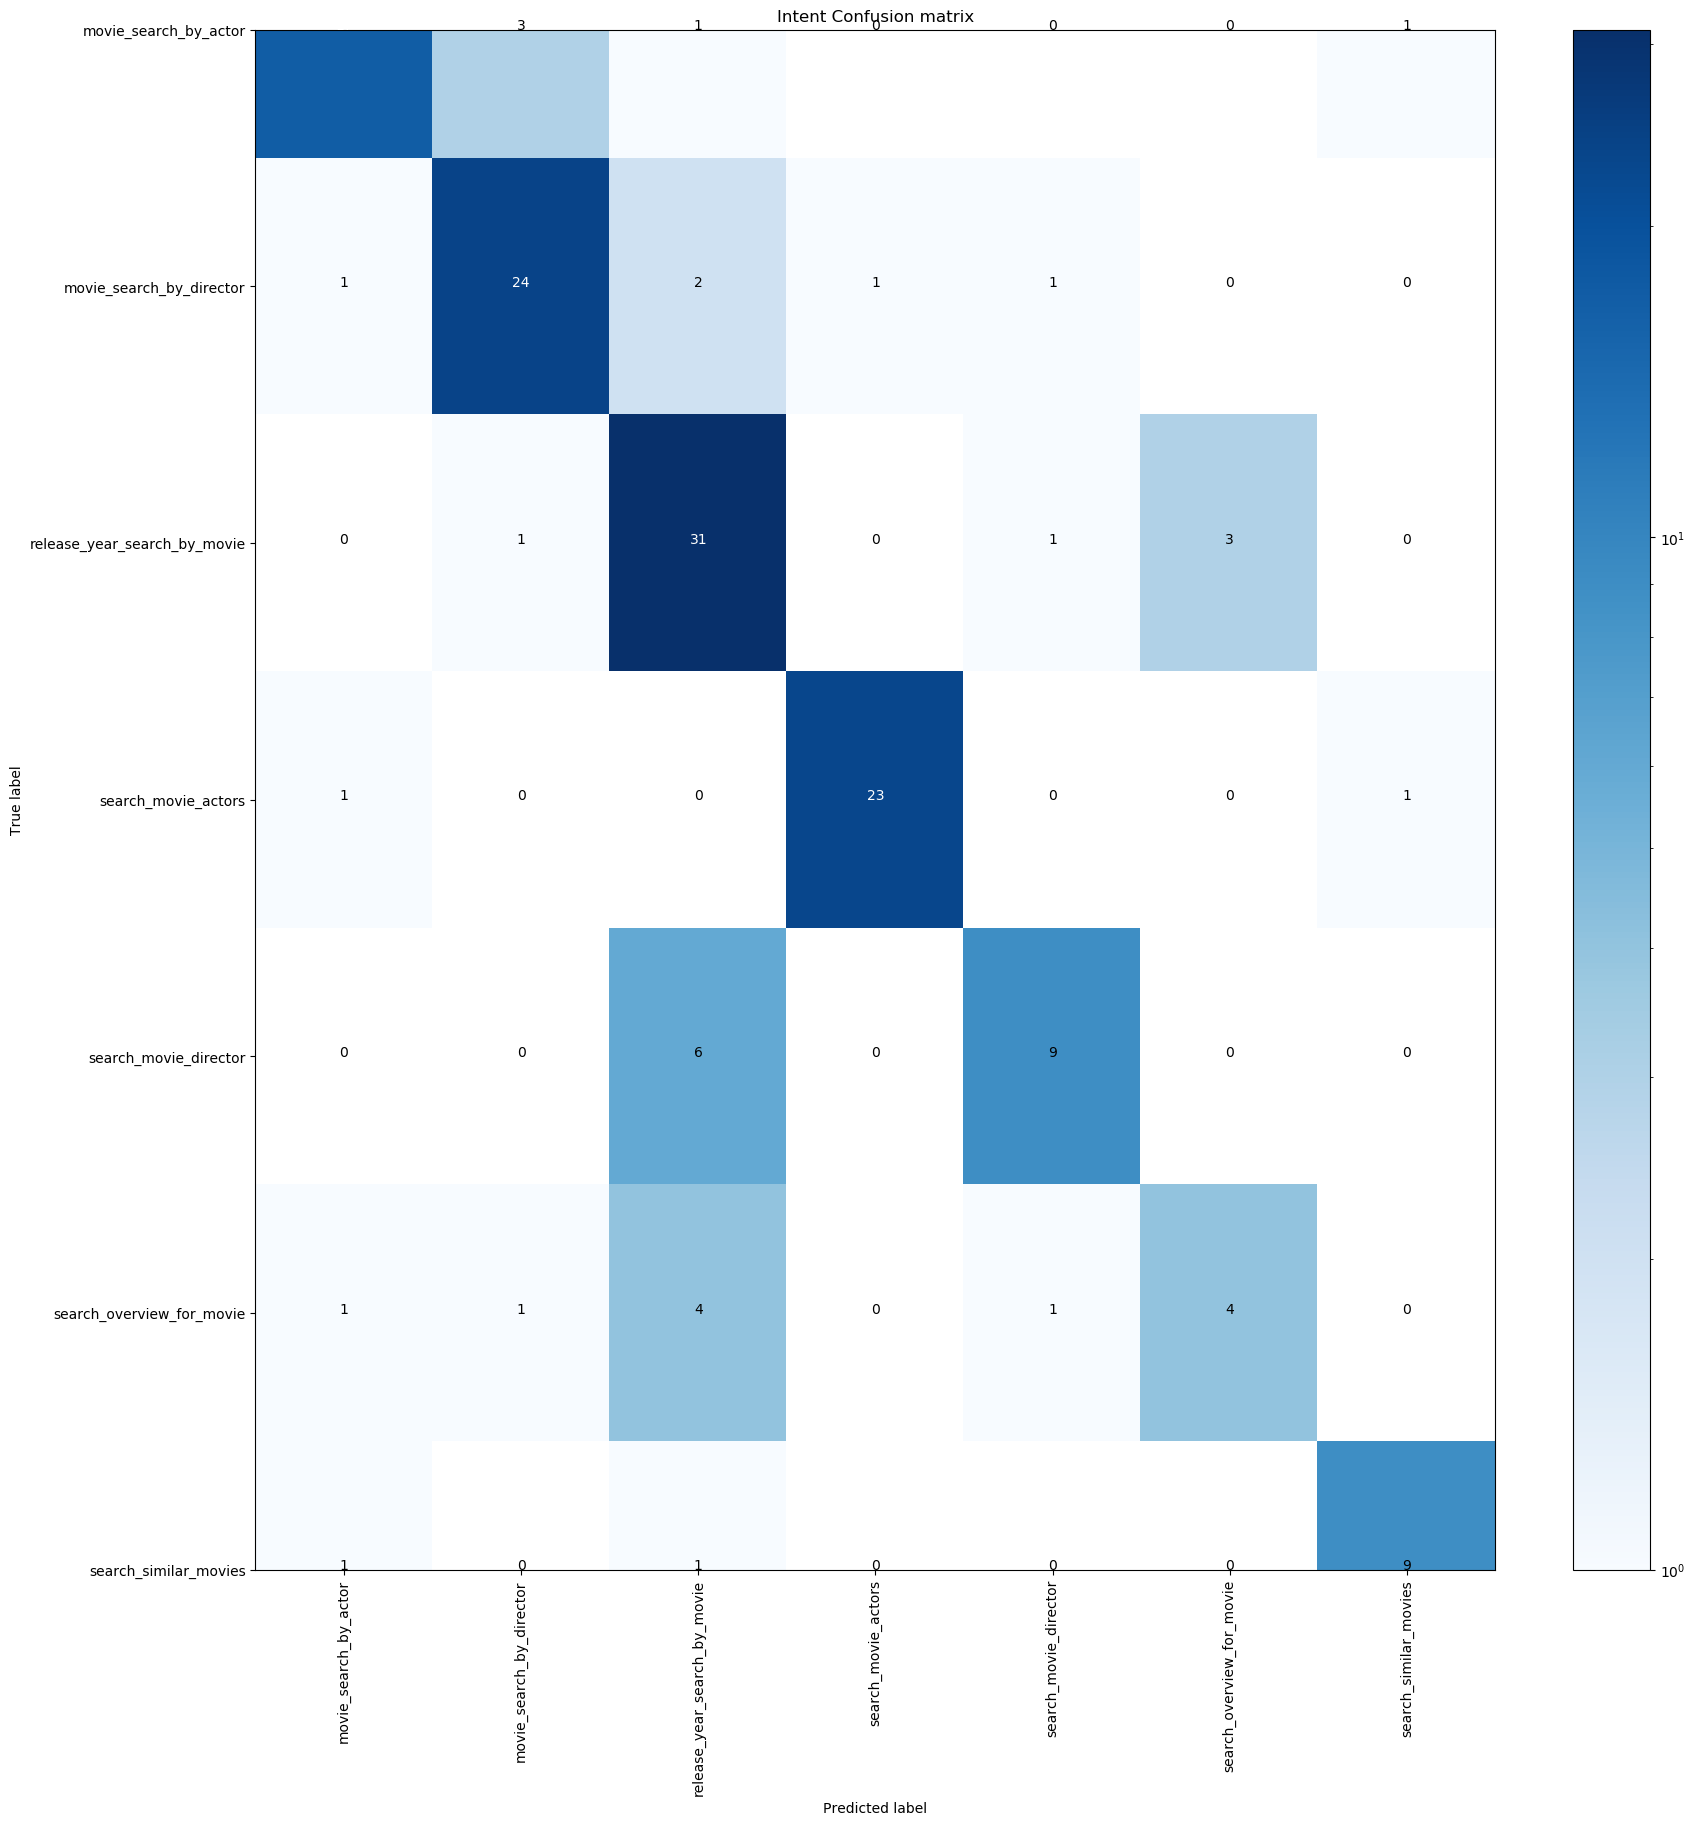 Intent Confusion matrix
movie_search_by_actor 3 1 0 0 0 1
movie_search_by_director 1 24 2 1 1 0 0
release_year_search_by_movie 0 1 31 0 1 3 0
search_movie_actors 1 0 0 23 0 0 1
search_movie_director 0 0 6 0 9 0 0
search_overview_for_movie 1 1 4 0 1 4 0
search_similar_movies 1 0 1 0 0 0 9
True label
movie_search_by_actor
movie_search_by_director
release_year_search_by_movie
search_movie_actors
search_movie_director
search_overview_for_movie
search_similar_movies
Predicted label
10¹
10⁰